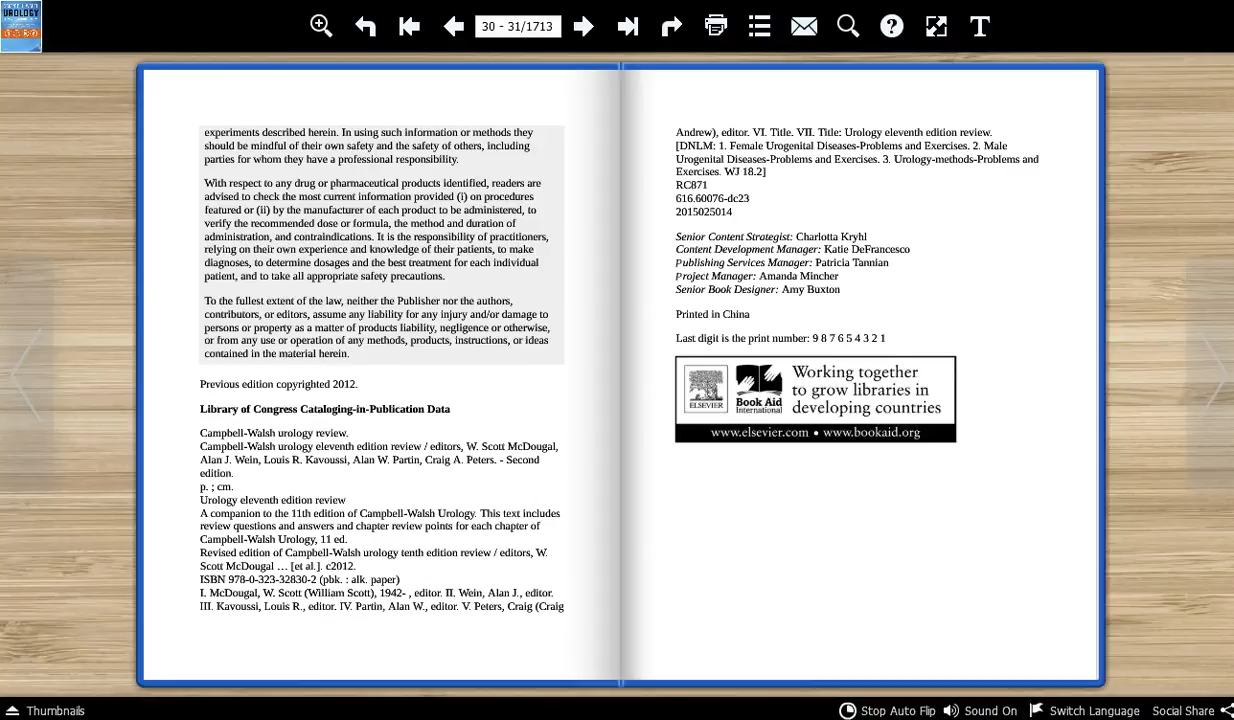 UROLOGY
30 - 31/1713
experiments described herein. In using such information or methods they
should be mindful of their own safety and the safety of others, including
parties for whom they have a professional responsibility.
With respect to any drug or pharmaceutical products identified, readers are
advised to check the most current information provided (i) on procedures
featured or (ii) by the manufacturer of each product to be administered, to
verify the recommended dose or formula, the method and duration of
administration, and contraindications. It is the responsibility of practitioners,
relying on their own experience and knowledge of their patients, to make
diagnoses, to determine dosages and the best treatment for each individual
patient, and to take all appropriate safety precautions.
To the fullest extent of the law, neither the Publisher nor the authors,
contributors, or editors, assume any liability for any injury and/or damage to
persons or property as a matter of products liability, negligence or otherwise,
or from any use or operation of any methods, products, instructions, or ideas
contained in the material herein.
Previous edition copyrighted 2012.
Library of Congress Cataloging-in-Publication Data
Campbell-Walsh urology review.
Campbell-Walsh urology eleventh edition review / editors, W. Scott McDougal,
Alan J. Wein, Louis R. Kavoussi, Alan W. Partin, Craig A. Peters. - Second
edition.
p. ; cm.
Urology eleventh edition review
A companion to the 11th edition of Campbell-Walsh Urology. This text includes
review questions and answers and chapter review points for each chapter of
Campbell-Walsh Urology, 11 ed.
Revised edition of Campbell-Walsh urology tenth edition review / editors, W.
Scott McDougal … [et al.]. c2012.
ISBN 978-0-323-32830-2 (pbk. : alk. paper)
I. McDougal, W. Scott (William Scott), 1942- , editor. II. Wein, Alan J., editor.
III. Kavoussi, Louis R., editor. IV. Partin, Alan W., editor. V. Peters, Craig (Craig
Andrew), editor. VI. Title. VII. Title: Urology eleventh edition review.
[DNLM: 1. Female Urogenital Diseases-Problems and Exercises. 2. Male
Urogenital Diseases-Problems and Exercises. 3. Urology-methods-Problems and
Exercises. WJ 18.2]
RC871
616.60076-dc23
2015025014
Senior Content Strategist: Charlotta Kryhl
Content Development Manager: Katie DeFrancesco
Publishing Services Manager: Patricia Tannian
Project Manager: Amanda Mincher
Senior Book Designer: Amy Buxton
Printed in China
Last digit is the print number: 9 8 7 6 5 4 3 2 1
ELSEVIER
Book Aid
International
Working together
to grow libraries in
developing countries
www.elsevier.com • www.bookaid.org
Thumbnails
Stop Auto Flip
Sound On
Switch Language
Social Share